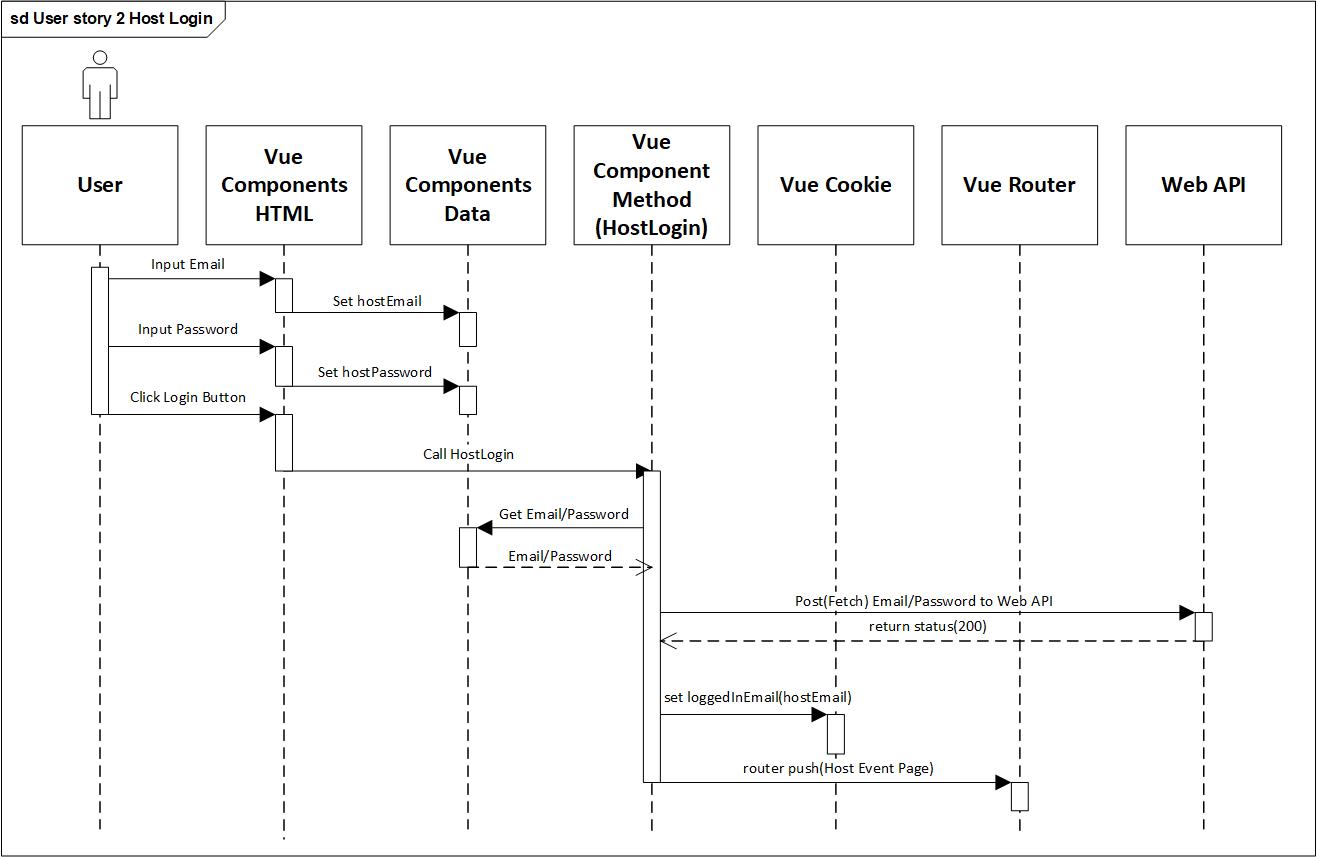 sd User story 2 Host Login
User
Vue
Components
HTML
Vue
Components
Data
Vue
Component
Method
(HostLogin)
Vue Cookie
Vue Router
Web API
Input Email
Set hostEmail
Input Password
Set hostPassword
Click Login Button
Call HostLogin
Get Email/Password
Email/Password
Post(Fetch) Email/Password to Web API
return status(200)
set loggedInEmail(hostEmail)
router push(Host Event Page)